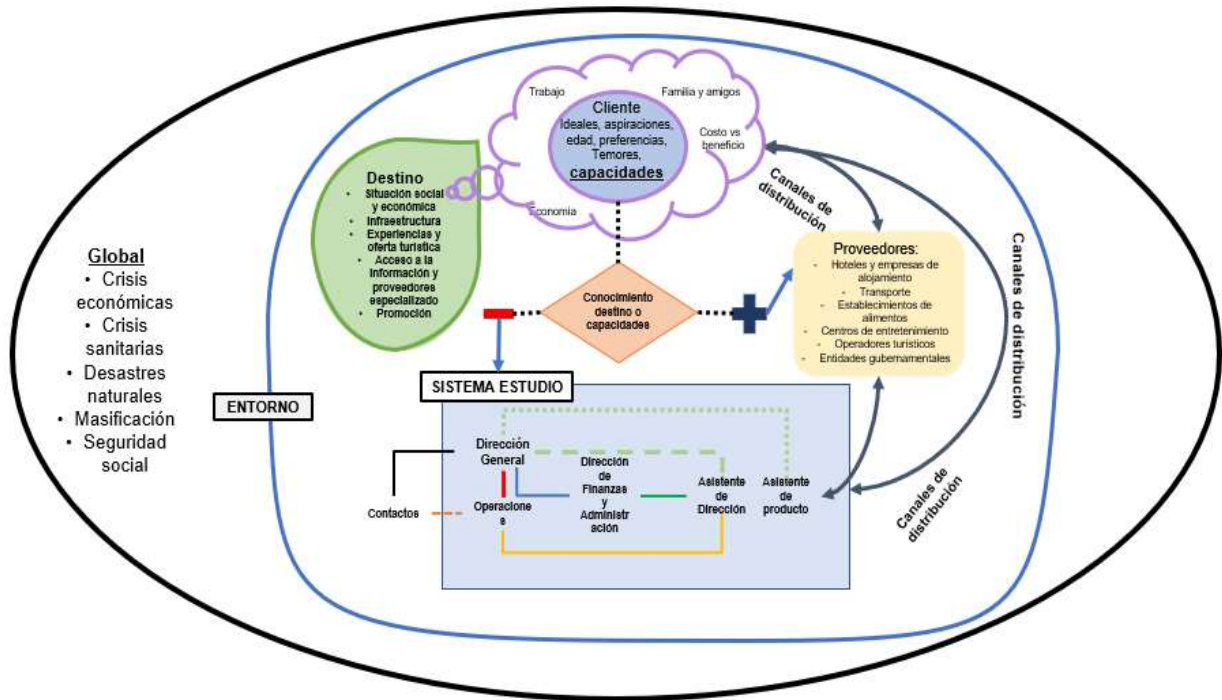 Global
• Crisis
económicas
• Crisis
sanitarias
• Desastres
naturales
• Masificación
• Seguridad
social
ENTORNO
Destino
• Situación social
y económica
• Infraestructura
• Experiencias y
oferta turística
• Acceso a la
información y
proveedores
especializado
• Promoción
Trabajo
Familia y amigos
Cliente
Ideales, aspiraciones,
edad, preferencias,
Temores,
capacidades
Costo vs
beneficio
Economía
Conocimiento
destino o
capacidades
Canales de
distribución
Proveedores:
- Hoteles y empresas de
alojamiento
- Transporte
- Establecimientos de
alimentos
- Centros de entretenimiento
- Operadores turísticos
- Entidades gubernamentales
Canales de distribución
SISTEMA ESTUDIO
Dirección
General
Contactos
Operacione
s
Dirección
de
Finanzas
y
Administr
ación
Asistente
de
Dirección
Asistente
de
producto
Canales de
distribución